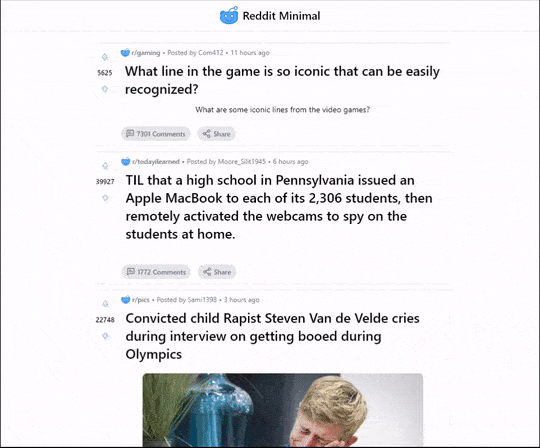 Reddit Minimal
r/gaming • Posted by Com412 • 11 hours ago
5625
What line in the game is so iconic that can be easily
recognized?
What are some iconic lines from the video games?
7301 Comments
Share
r/todayilearned • Posted by Moore_Slit1945 • 6 hours ago
39927
TIL that a high school in Pennsylvania issued an
Apple MacBook to each of its 2,306 students, then
remotely activated the webcams to spy on the
students at home.
1772 Comments
Share
r/pics • Posted by Sami1398 • 3 hours ago
22748
Convicted child Rapist Steven Van de Velde cries
during interview on getting booed during
Olympics